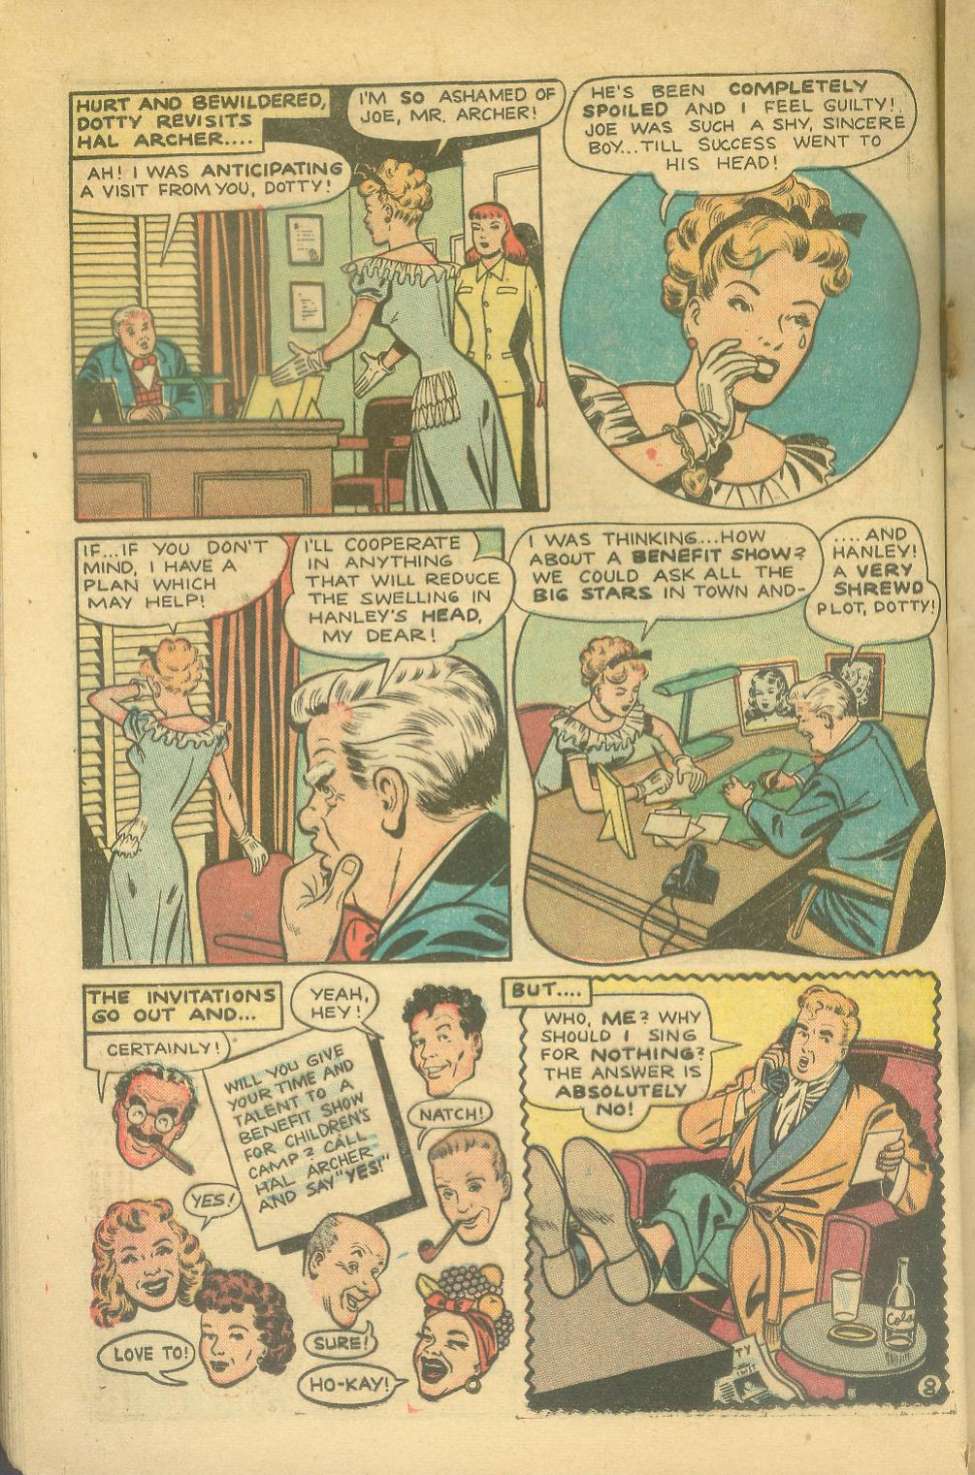 HURT AND BEWILDERED,
DOTTY REVISITS
HAL ARCHER....
AH! I WAS ANTICIPATING
A VISIT FROM YOU, DOTTY!
I'M SO ASHAMED OF
JOE, MR. ARCHER!
HE'S BEEN COMPLETELY
SPOILED AND I FEEL GUILTY!
JOE WAS SUCH A SHY, SINCERE
BOY...TILL SUCCESS WENT TO
HIS HEAD!
IF...IF YOU DON'T
MIND, I HAVE A
PLAN WHICH
MAY HELP!
I'LL COOPERATE
IN ANYTHING
THAT WILL REDUCE
THE SWELLING IN
HANLEY'S HEAD,
MY DEAR!
I WAS THINKING...HOW
ABOUT A BENEFIT SHOW?
WE COULD ASK ALL THE
BIG STARS IN TOWN AND-
....AND
HANLEY!
A VERY
SHREWD
PLOT, DOTTY!
THE INVITATIONS
GO OUT AND...
CERTAINLY!
YEAH,
HEY!
WILL YOU GIVE
YOUR TIME AND
TALENT TO A
BENEFIT SHOW
FOR CHILDREN'S
CAMP? CALL
HAL ARCHER
AND SAY "YES!"
NATCH!
YES!
LOVE TO!
SURE!
HO-KAY!
BUT....
WHO, ME? WHY
SHOULD I SING
FOR NOTHING?
THE ANSWER IS
ABSOLUTELY
NO!
Cola
TY
8